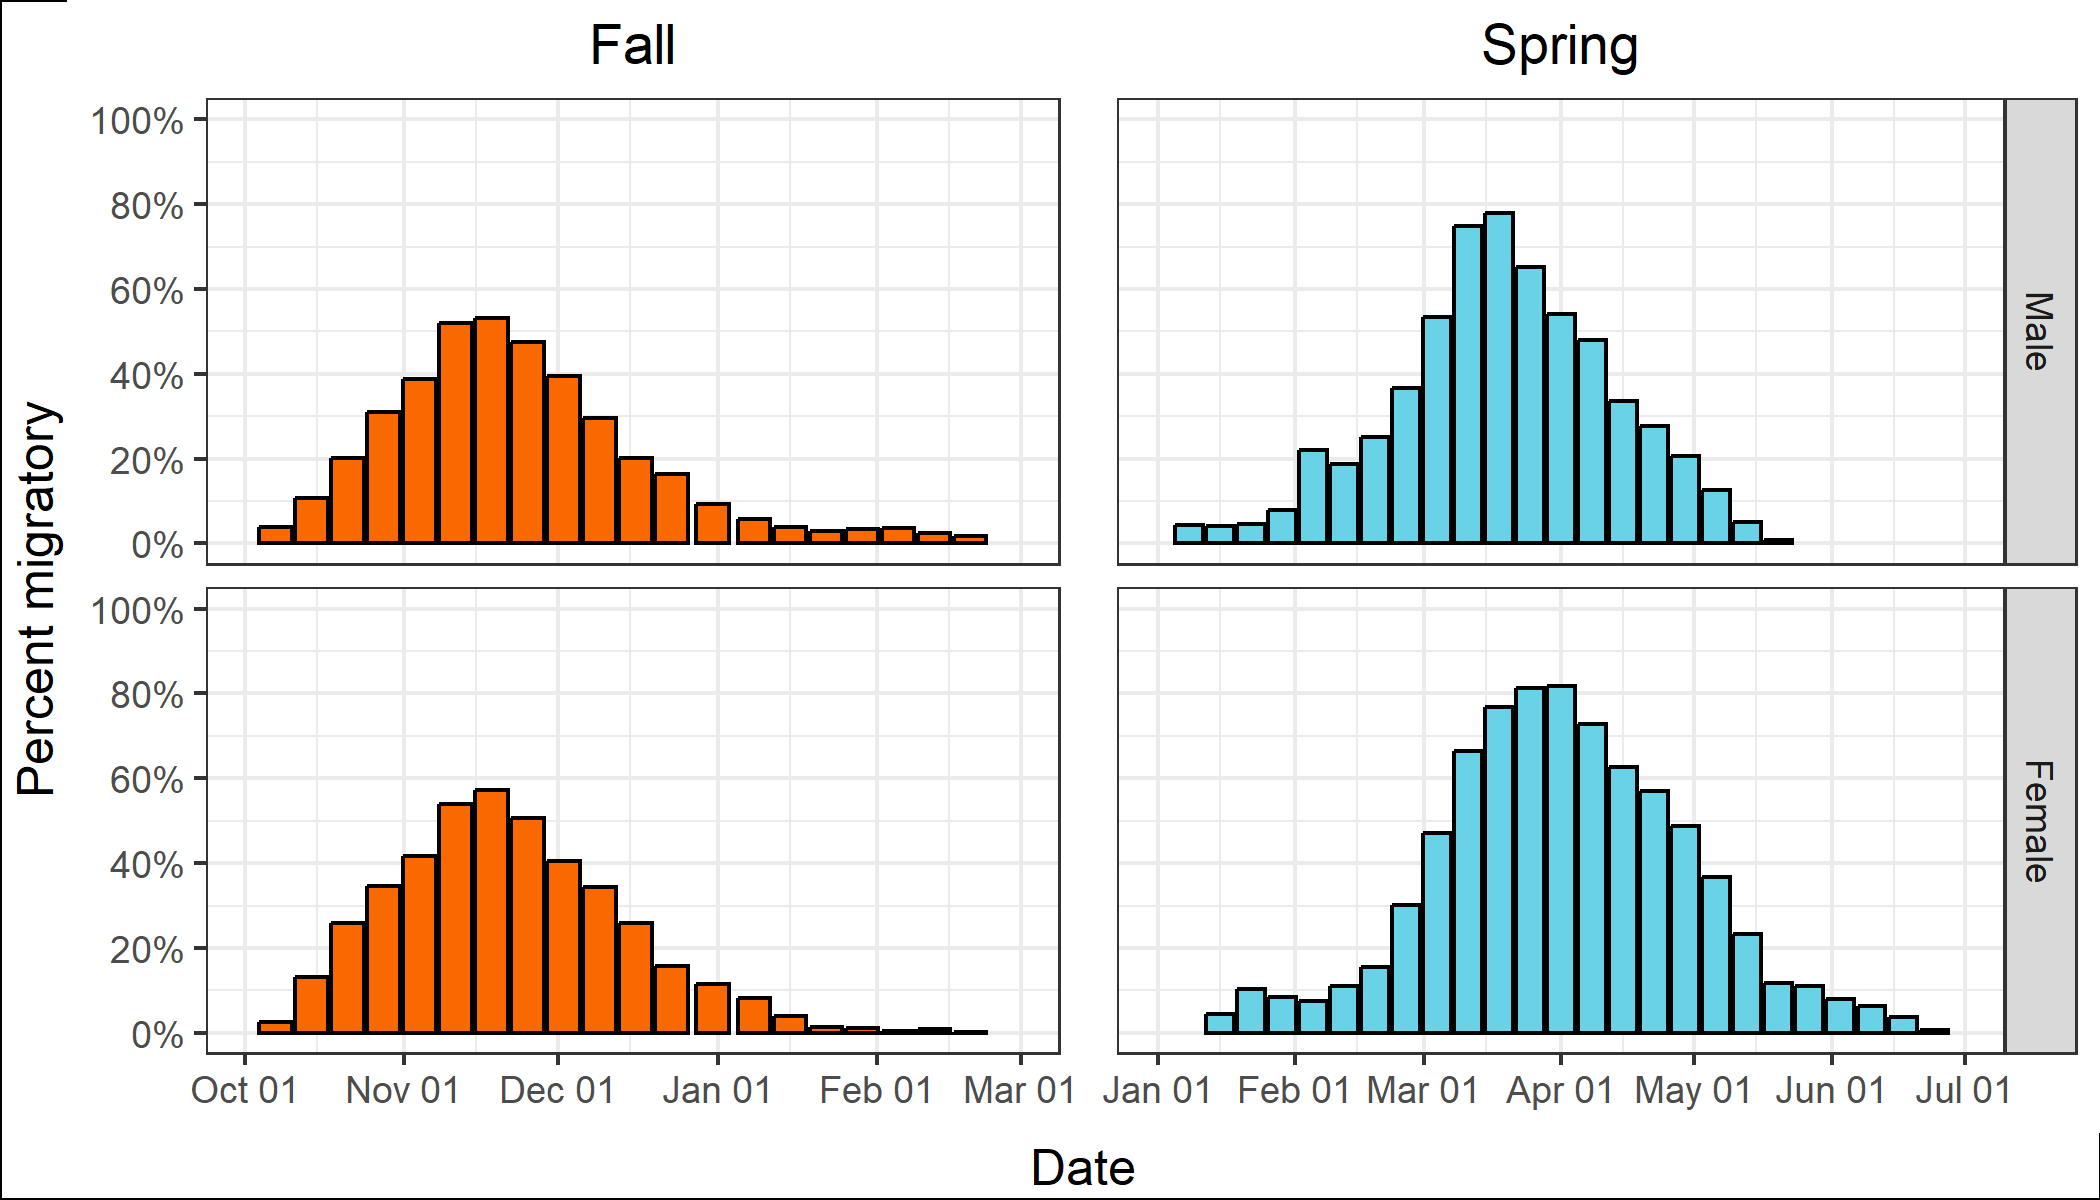 Fall
Spring
100%
80%
60%
40%
20%
0%
Male
Percent migratory
100%
80%
60%
40%
20%
0%
Female
Oct 01 Nov 01 Dec 01 Jan 01 Feb 01 Mar 01
Jan 01 Feb 01 Mar 01 Apr 01 May 01 Jun 01 Jul 01
Date